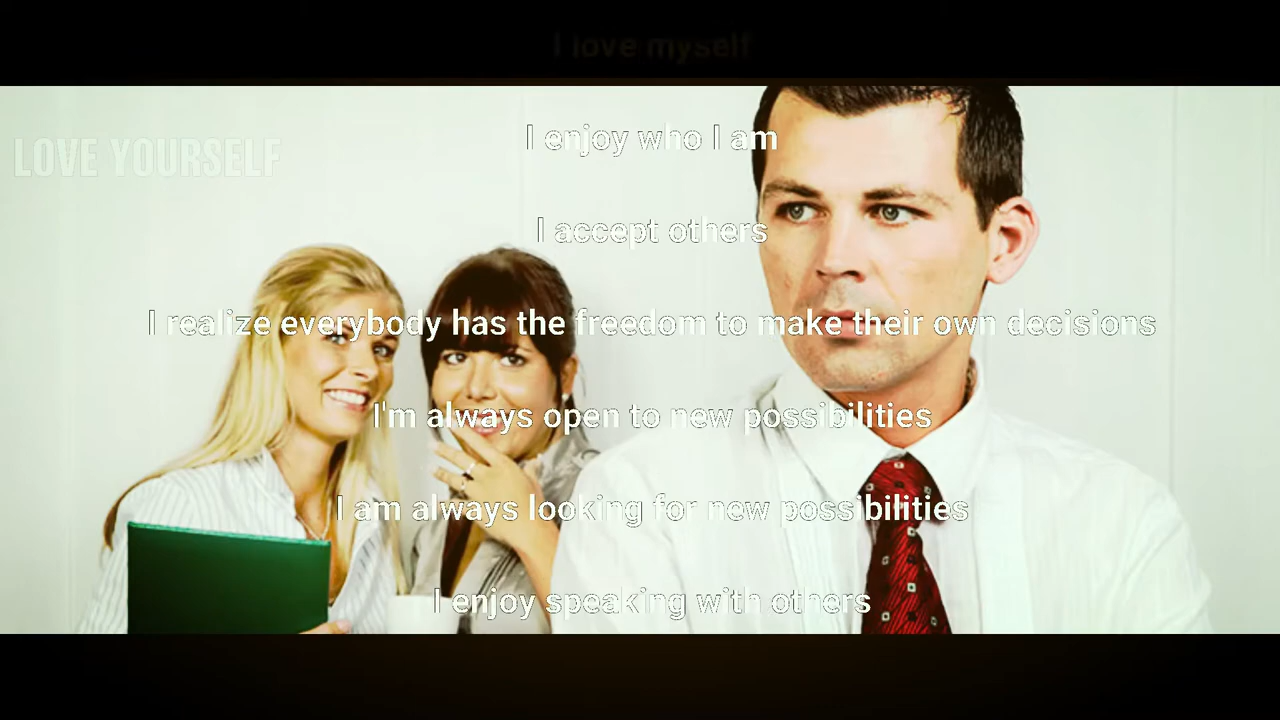 I love myself
I enjoy who I am
LOVE YOURSELF
I accept others
I realize everybody has the freedom to make their own decisions
I'm always open to new possibilities
I am always looking for new possibilities
I enjoy speaking with others